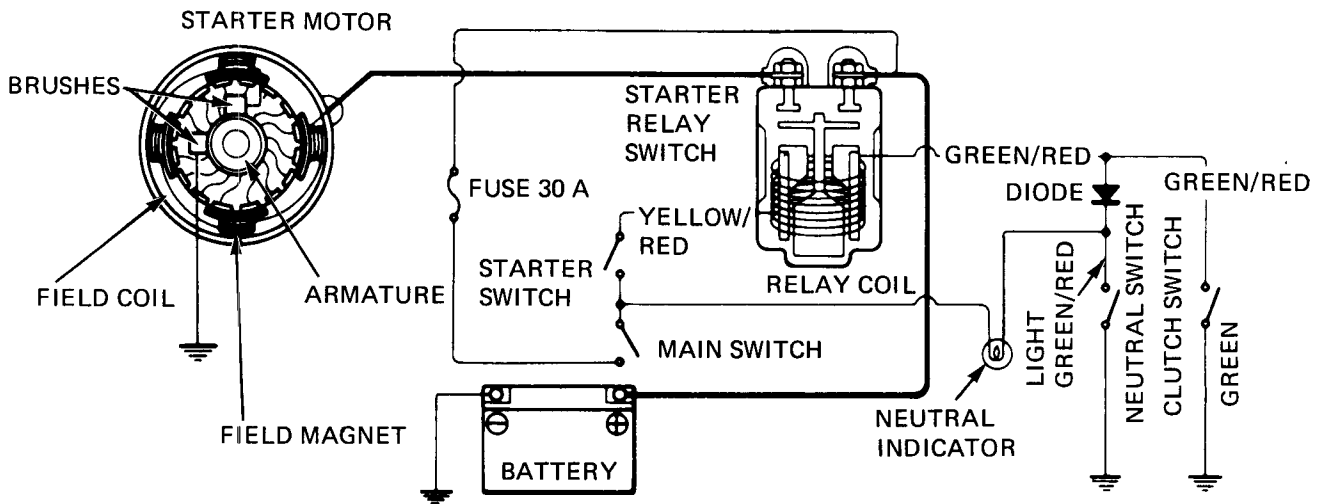 STARTER MOTOR
BRUSHES
STARTER
RELAY
SWITCH
FUSE 30 A
GREEN/RED
DIODE
GREEN/RED
YELLOW/
RED
STARTER
SWITCH
FIELD COIL
ARMATURE
RELAY COIL
MAIN SWITCH
LIGHT
GREEN/RED
NEUTRAL SWITCH
CLUTCH SWITCH
GREEN
FIELD MAGNET
BATTERY
NEUTRAL
INDICATOR